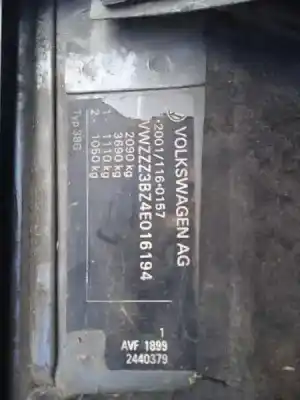 VOLKSWAGEN AG
2001/116*0157
VWZZZ3BZ4E016194
2090 kg
3690 kg
1- 1110 kg
2- 1060 kg
Typ 3BG
1
AVF 1899
2440379